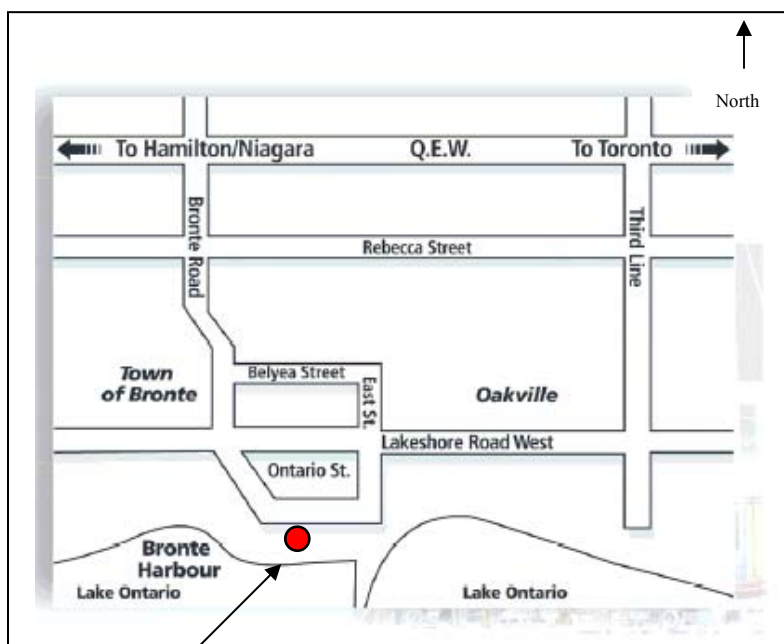 North
To Hamilton/Niagara Q.E.W. To Toronto
Bronte Road
Third Line
Rebecca Street
Town
of Bronte
Belyea Street
East St.
Oakville
Lakeshore Road West
Ontario St.
Bronte
Harbour
Lake Ontario
Lake Ontario